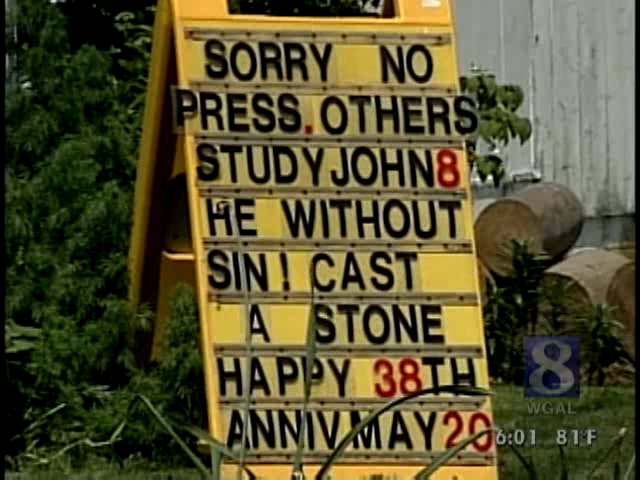 SORRY NO
PRESS. OTHERS
STUDY JOHN 8
HE WITHOUT
SIN! CAST
A STONE
HAPPY 38TH
ANNIV MAY 20
8
WGAL
6:01 81F